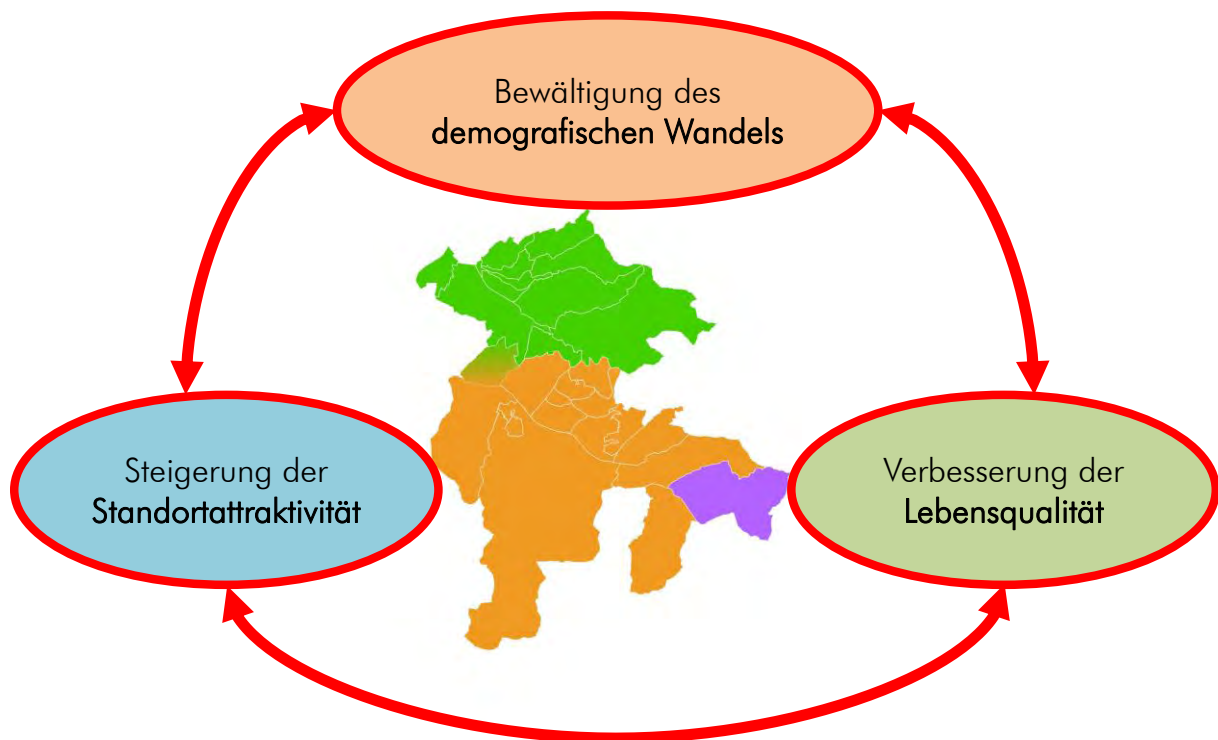 Bewältigung des
demografischen Wandels
Steigerung der
Standortattraktivität
Verbesserung der
Lebensqualität